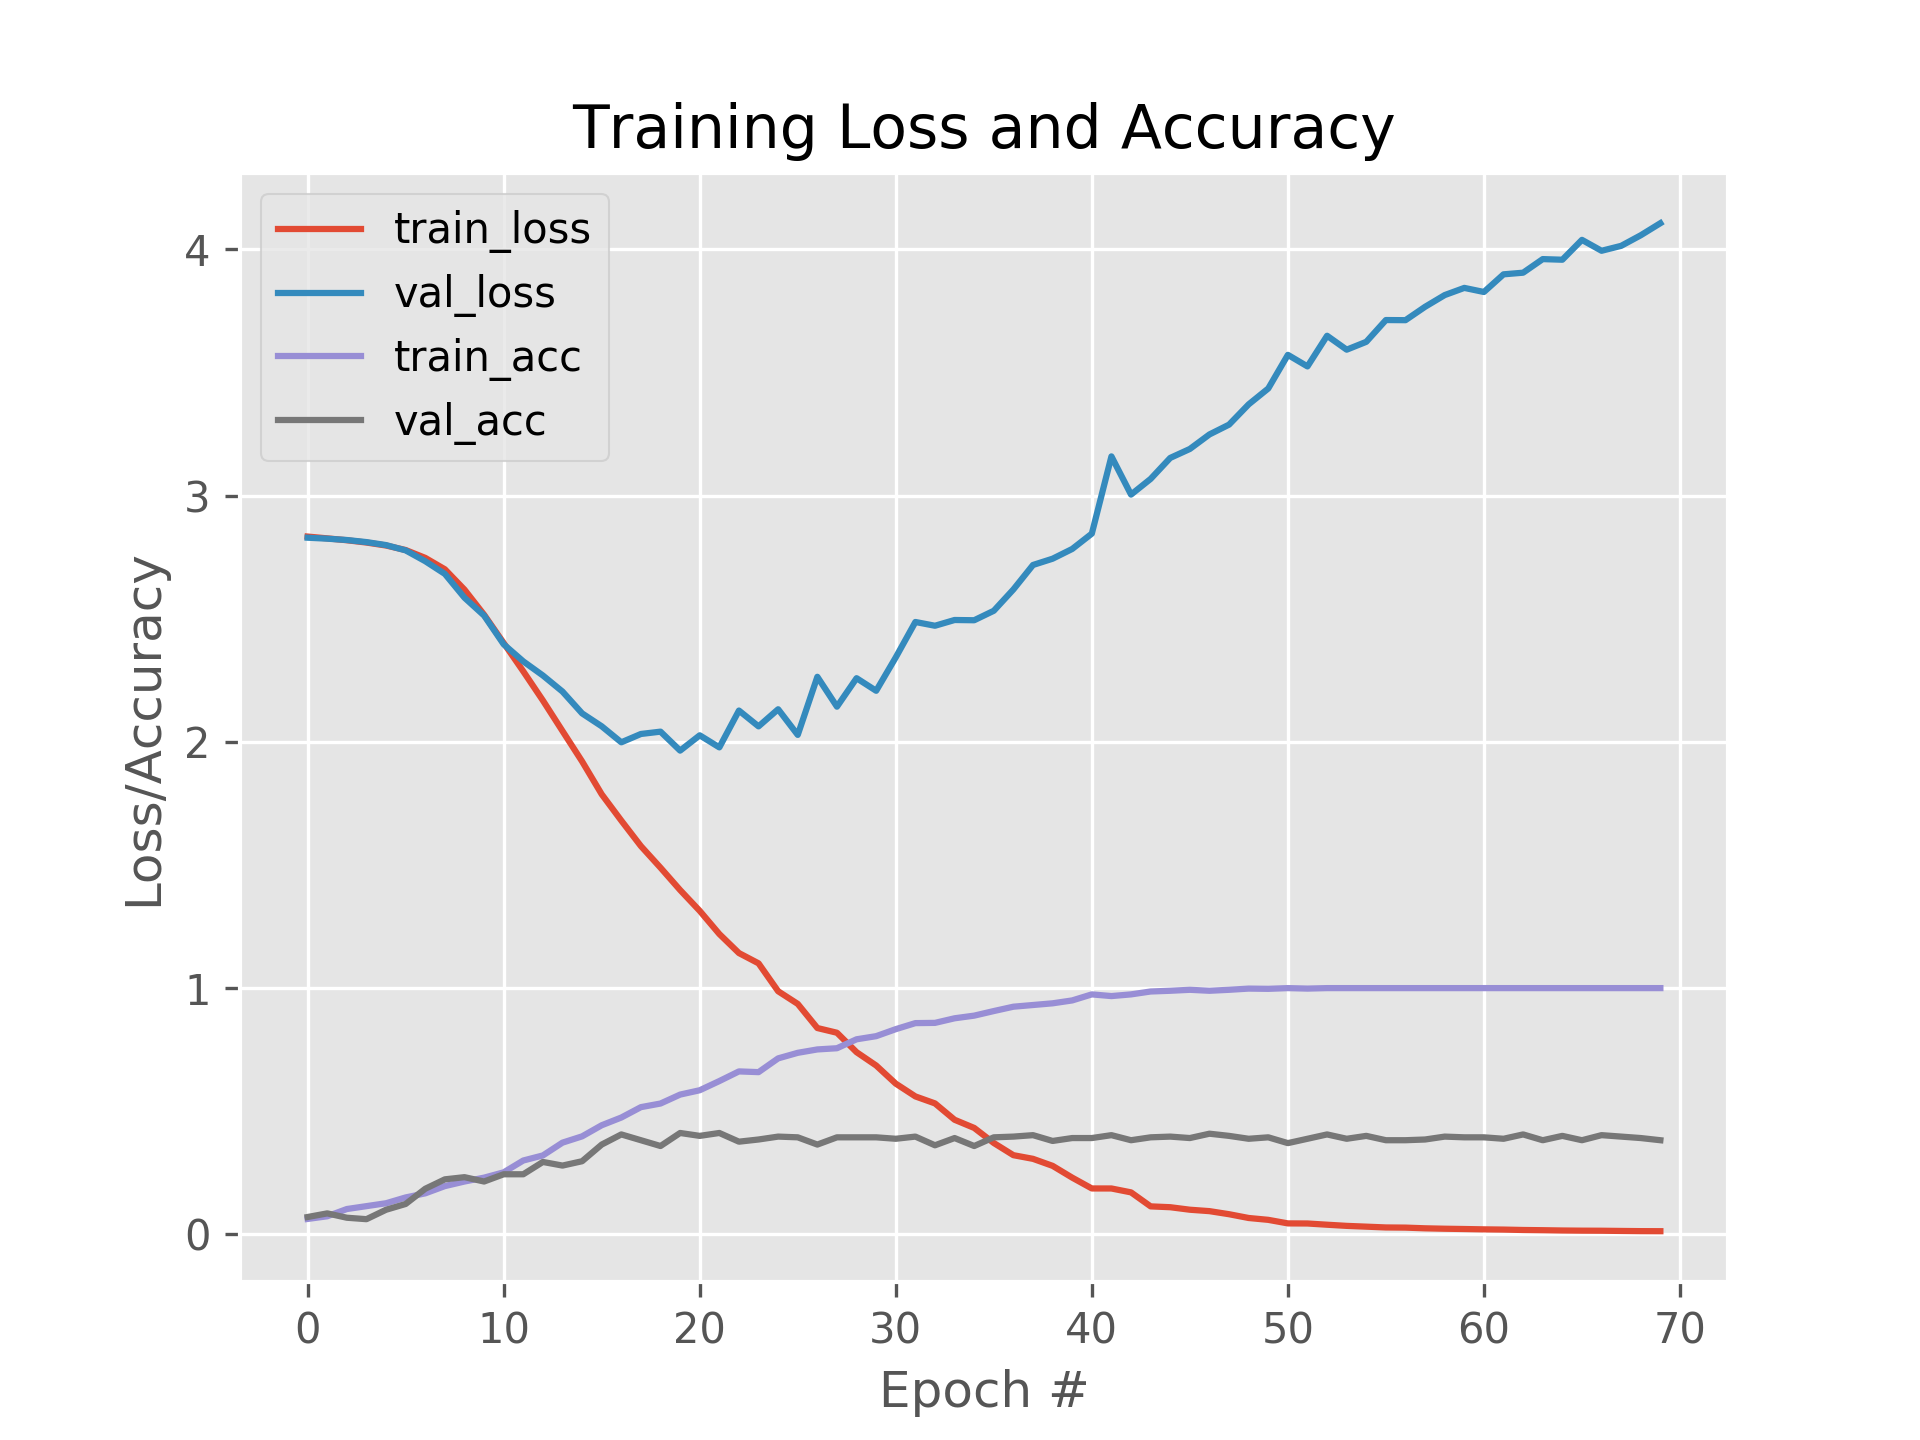 Training Loss and Accuracy
train_loss
val_loss
train_acc
val_acc
Loss/Accuracy
4
3
2
1
0
0 10 20 30 40 50 60 70
Epoch #